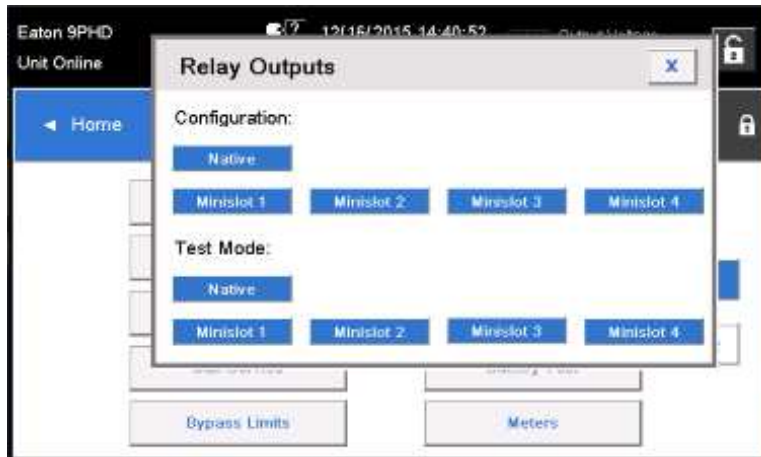 Eaton 9PHD
12/16/2015 14:40:52
Unit Online
Relay Outputs
X
Home
Configuration:
Native
Minislot 1 Minislot 2 Minislot 3 Minislot 4
Test Mode:
Native
Minislot 1 Minislot 2 Minislot 3 Minislot 4
Bypass Limits
Meters